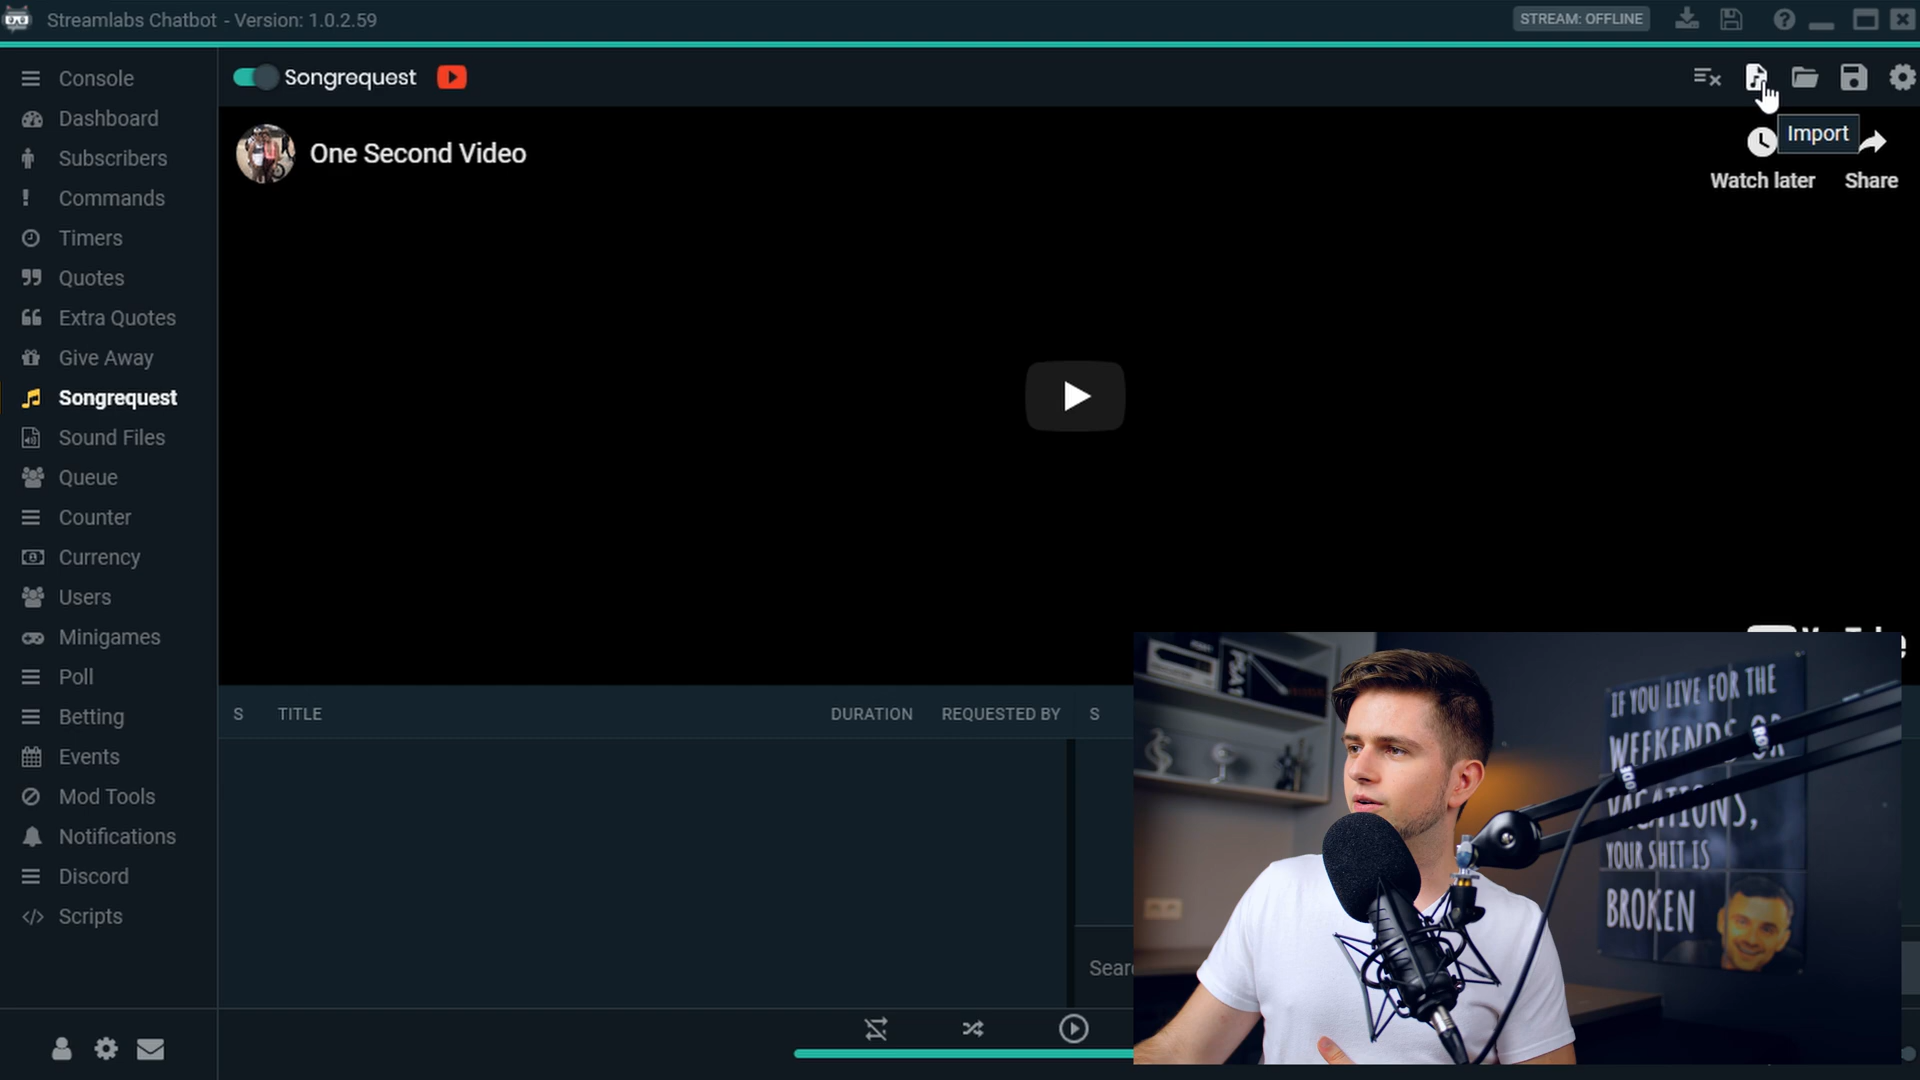 Streamlabs Chatbot - Version: 1.0.2.59
STREAM: OFFLINE
Console
Dashboard
Subscribers
Commands
Timers
Quotes
Extra Quotes
Give Away
Songrequest
Sound Files
Queue
Counter
Currency
Users
Minigames
Poll
Betting
Events
Mod Tools
Notifications
Discord
Scripts
Songrequest
Import
One Second Video
Watch later
Share
S TITLE DURATION REQUESTED BY S
Sear
IF YOU LIVE FOR THE
WEEKENDS OR
VACATIONS,
YOUR SHIT IS
BROKEN